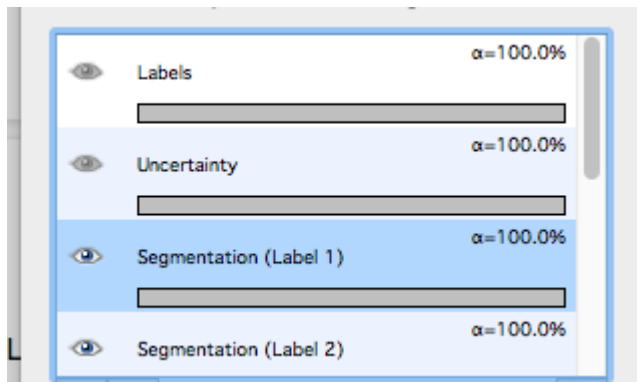 α=100.0%
Labels
α=100.0%
Uncertainty
α=100.0%
Segmentation (Label 1)
α=100.0%
Segmentation (Label 2)
L